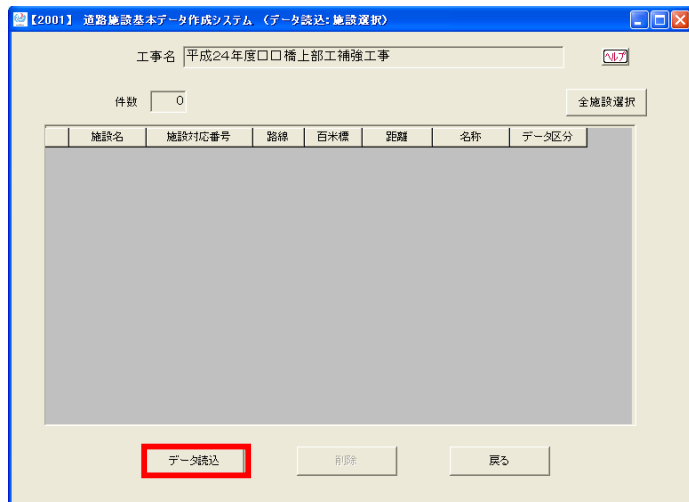 【2001】 道路施設基本データ作成システム （データ読込：施設選択）
工事名 平成24年度口口橋上部工補強工事 ヘルプ
件数 0 全施設選択
施設名 施設対応番号 路線 百米標 距離 名称 データ区分
データ読込 削除 戻る